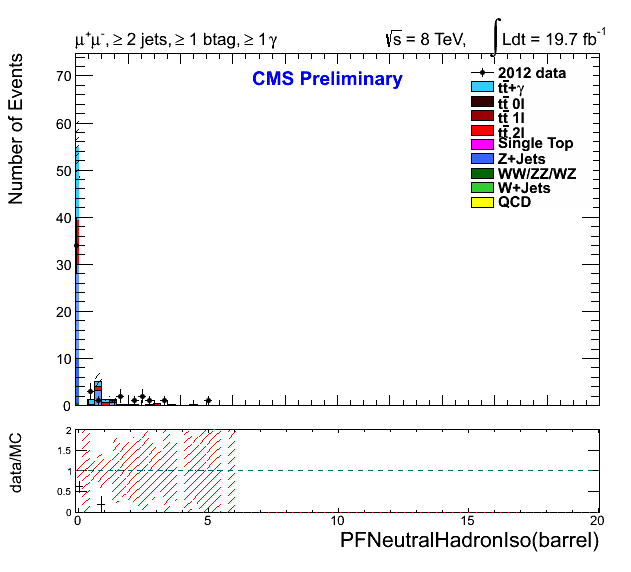 μ⁺μ⁻, ≥ 2 jets, ≥ 1 btag, ≥ 1 γ
√s = 8 TeV, ∫ Ldt = 19.7 fb⁻¹
CMS Preliminary
2012 data
tt̄+γ
tt̄ 0l
tt̄ 1l
tt̄ 2l
Single Top
Z+Jets
WW/ZZ/WZ
W+Jets
QCD
Number of Events
70
60
50
40
30
20
10
0
data/MC
2
1.5
1
0.5
0
0 5 10 15 20
PFNeutralHadronIso(barrel)